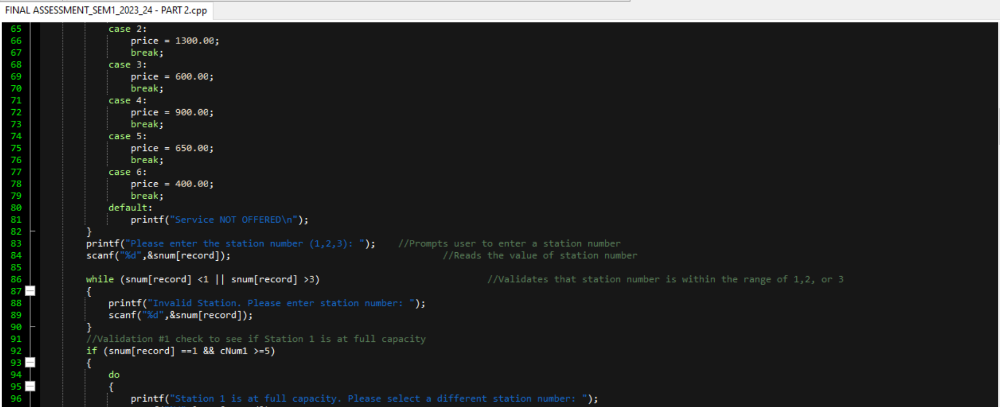 FINAL ASSESSMENT_SEM1_2023_24 - PART 2.cpp
65 case 2:
66 price = 1300.00;
67 break;
68 case 3:
69 price = 600.00;
70 break;
71 case 4:
72 price = 900.00;
73 break;
74 case 5:
75 price = 650.00;
76 break;
77 case 6:
78 price = 400.00;
79 break;
80 default:
81 printf("Service NOT OFFERED\n");
82 }
83 printf("Please enter the station number (1,2,3): "); //Prompts user to enter a station number
84 scanf("%d",&snum[record]); //Reads the value of station number
85
86 while (snum[record] <1 || snum[record] >3) //Validates that station number is within the range of 1,2, or 3
87 {
88 printf("Invalid Station. Please enter station number: ");
89 scanf("%d",&snum[record]);
90 }
91 //Validation #1 check to see if Station 1 is at full capacity
92 if (snum[record] ==1 && cNum1 >=5)
93 {
94 do
95 {
96 printf("Station 1 is at full capacity. Please select a different station number: ");